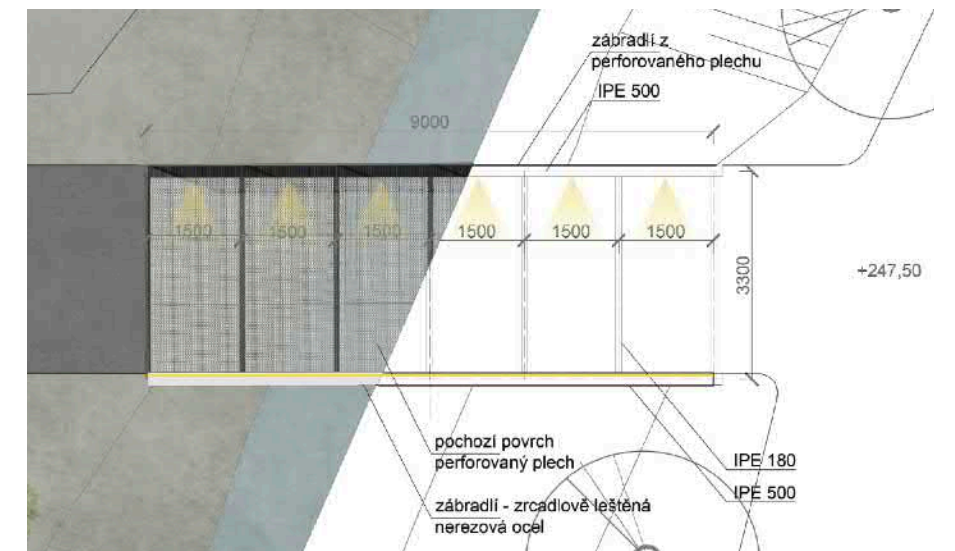 zábradlí z
perforovaného plechu
IPE 500
9000
1500
1500
1500
1500
1500
1500
3300
+247,50
pochozí povrch
perforovaný plech
IPE 180
IPE 500
zábradlí - zrcadlově leštěná
nerezová ocel